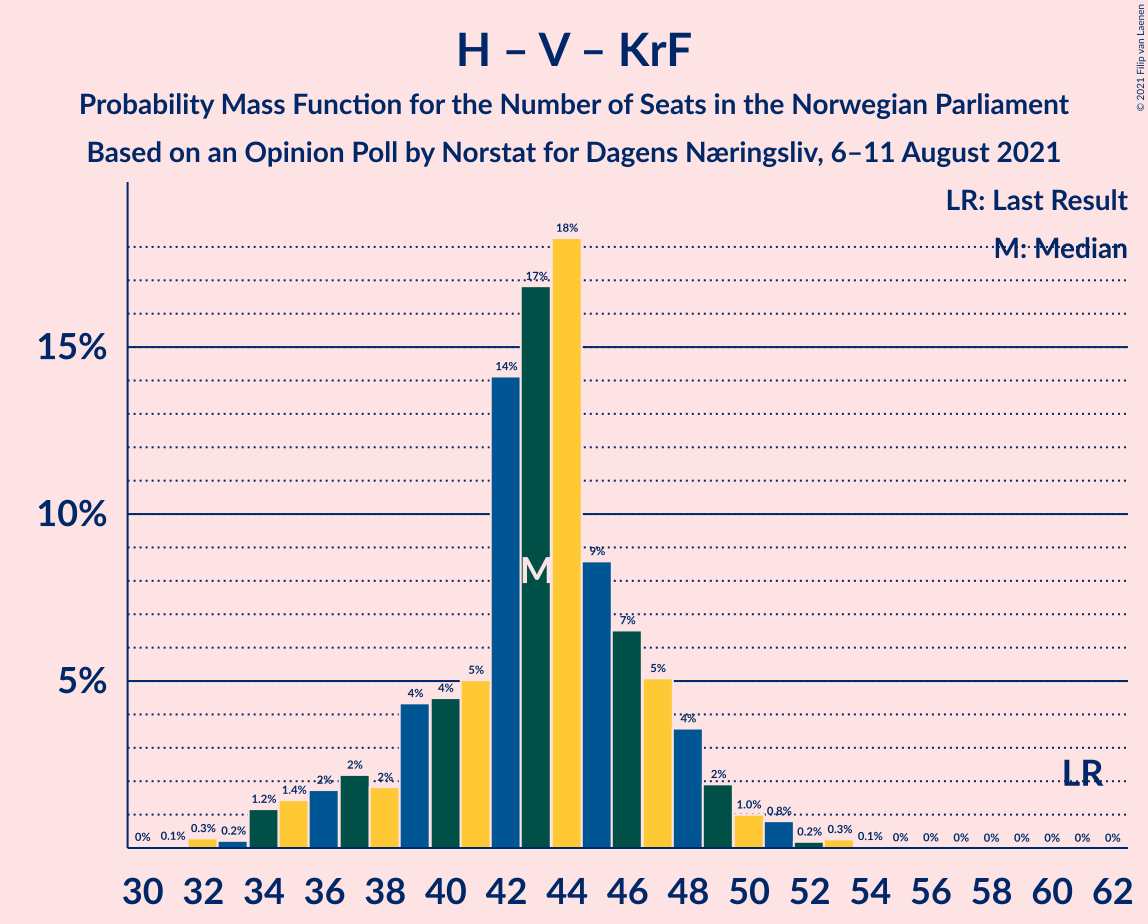 H – V – KrF
Probability Mass Function for the Number of Seats in the Norwegian Parliament
Based on an Opinion Poll by Norstat for Dagens Næringsliv, 6–11 August 2021
© 2021 Filip van Laenen
LR: Last Result
M: Median
15%
10%
5%
0% 0.1% 0.3% 0.2% 1.2% 1.4% 2% 2% 2% 4% 4% 5% 14% 17% 18% 9% 7% 5% 4% 2% 1.0% 0.8% 0.2% 0.3% 0.1% 0% 0% 0% 0% 0% 0% 0% 0%
M
LR
30 32 34 36 38 40 42 44 46 48 50 52 54 56 58 60 62